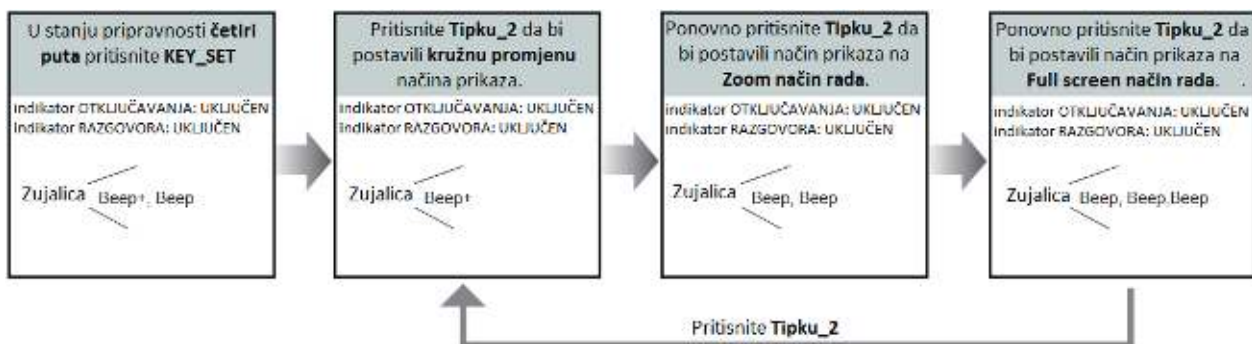 U stanju pripravnosti četiri
puta pritisnite KEY_SET
indikator OTKLJUČAVANJA: UKLJUČEN
indikator RAZGOVORA: UKLJUČEN
Zujalica
Beep+, Beep
Pritisnite Tipku_2 da bi
postavili kružnu promjenu
načina prikaza.
indikator OTKLJUČAVANJA: UKLJUČEN
indikator RAZGOVORA: UKLJUČEN
Zujalica
Beep+
Ponovno pritisnite Tipku_2 da
bi postavili način prikaza na
Zoom način rada.
indikator OTKLJUČAVANJA: UKLJUČEN
indikator RAZGOVORA: UKLJUČEN
Zujalica
Beep, Beep
Ponovno pritisnite Tipku_2 da
bi postavili način prikaza na
Full screen način rada. .
indikator OTKLJUČAVANJA: UKLJUČEN
indikator RAZGOVORA: UKLJUČEN
Zujalica
Beep, Beep,Beep
Pritisnite Tipku_2